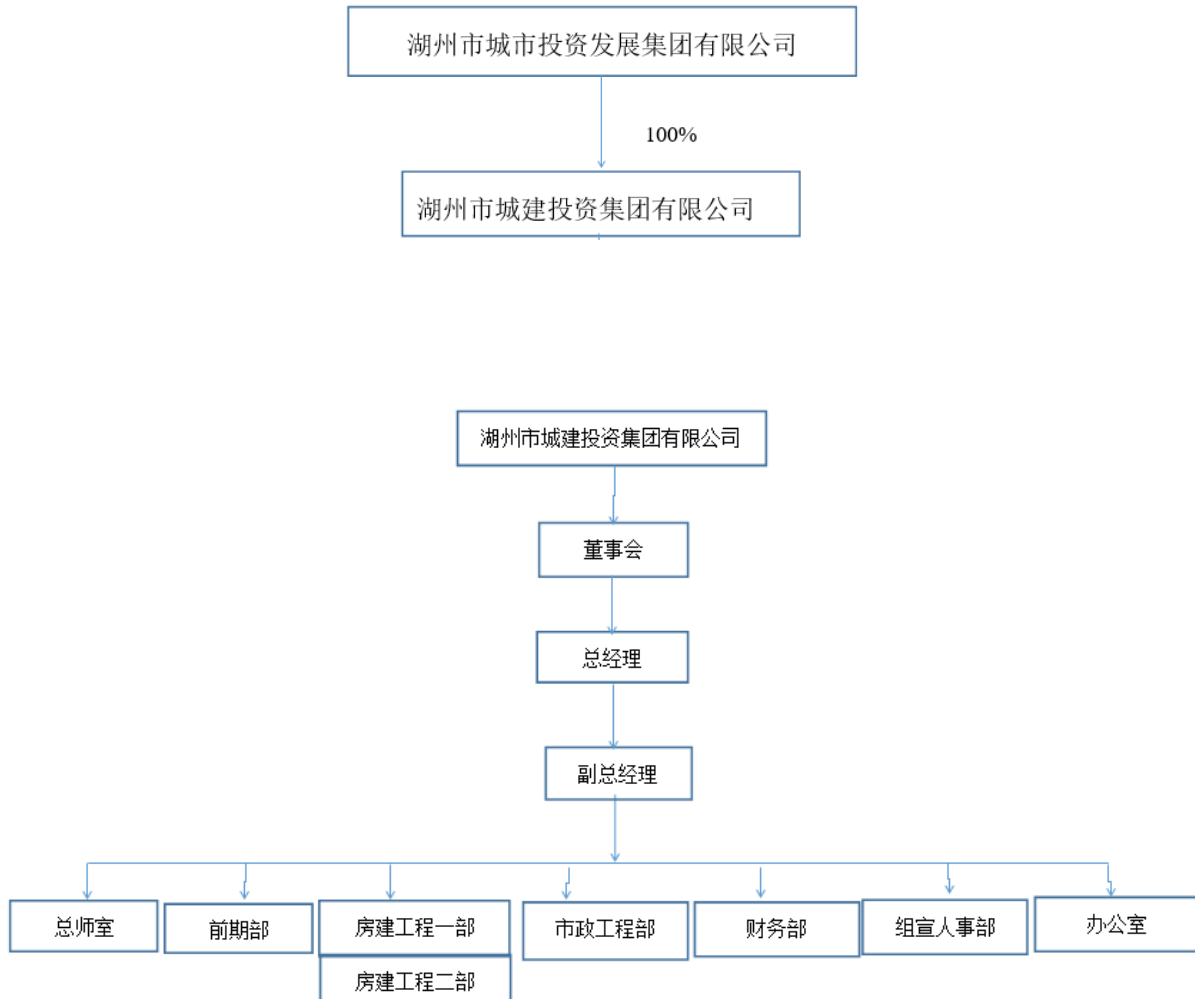 湖州市城市投资发展集团有限公司
100%
湖州市城建投资集团有限公司
湖州市城建投资集团有限公司
董事会
总经理
副总经理
总师室
前期部
房建工程一部
市政工程部
财务部
组宣人事部
办公室
房建工程二部